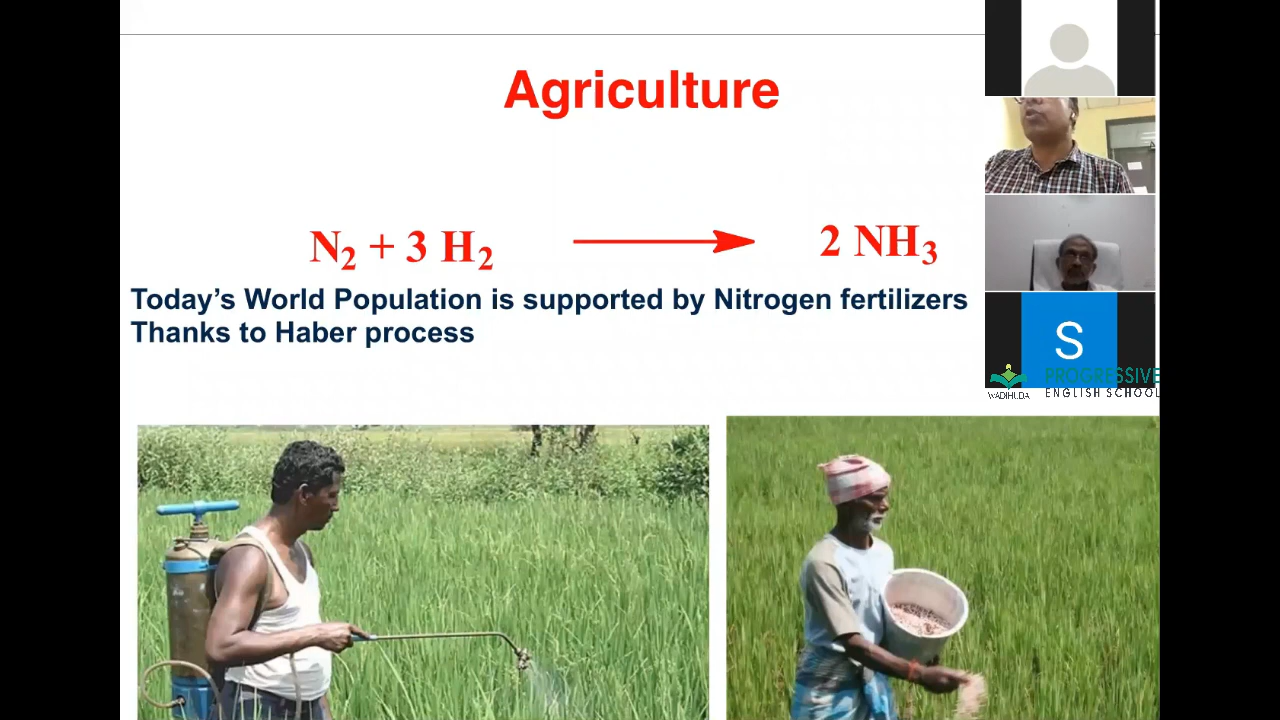 Agriculture
N₂ + 3 H₂ → 2 NH₃
Today's World Population is supported by Nitrogen fertilizers
Thanks to Haber process
S
PROGRESSIVE
WADIHUDA ENGLISH SCHOOL